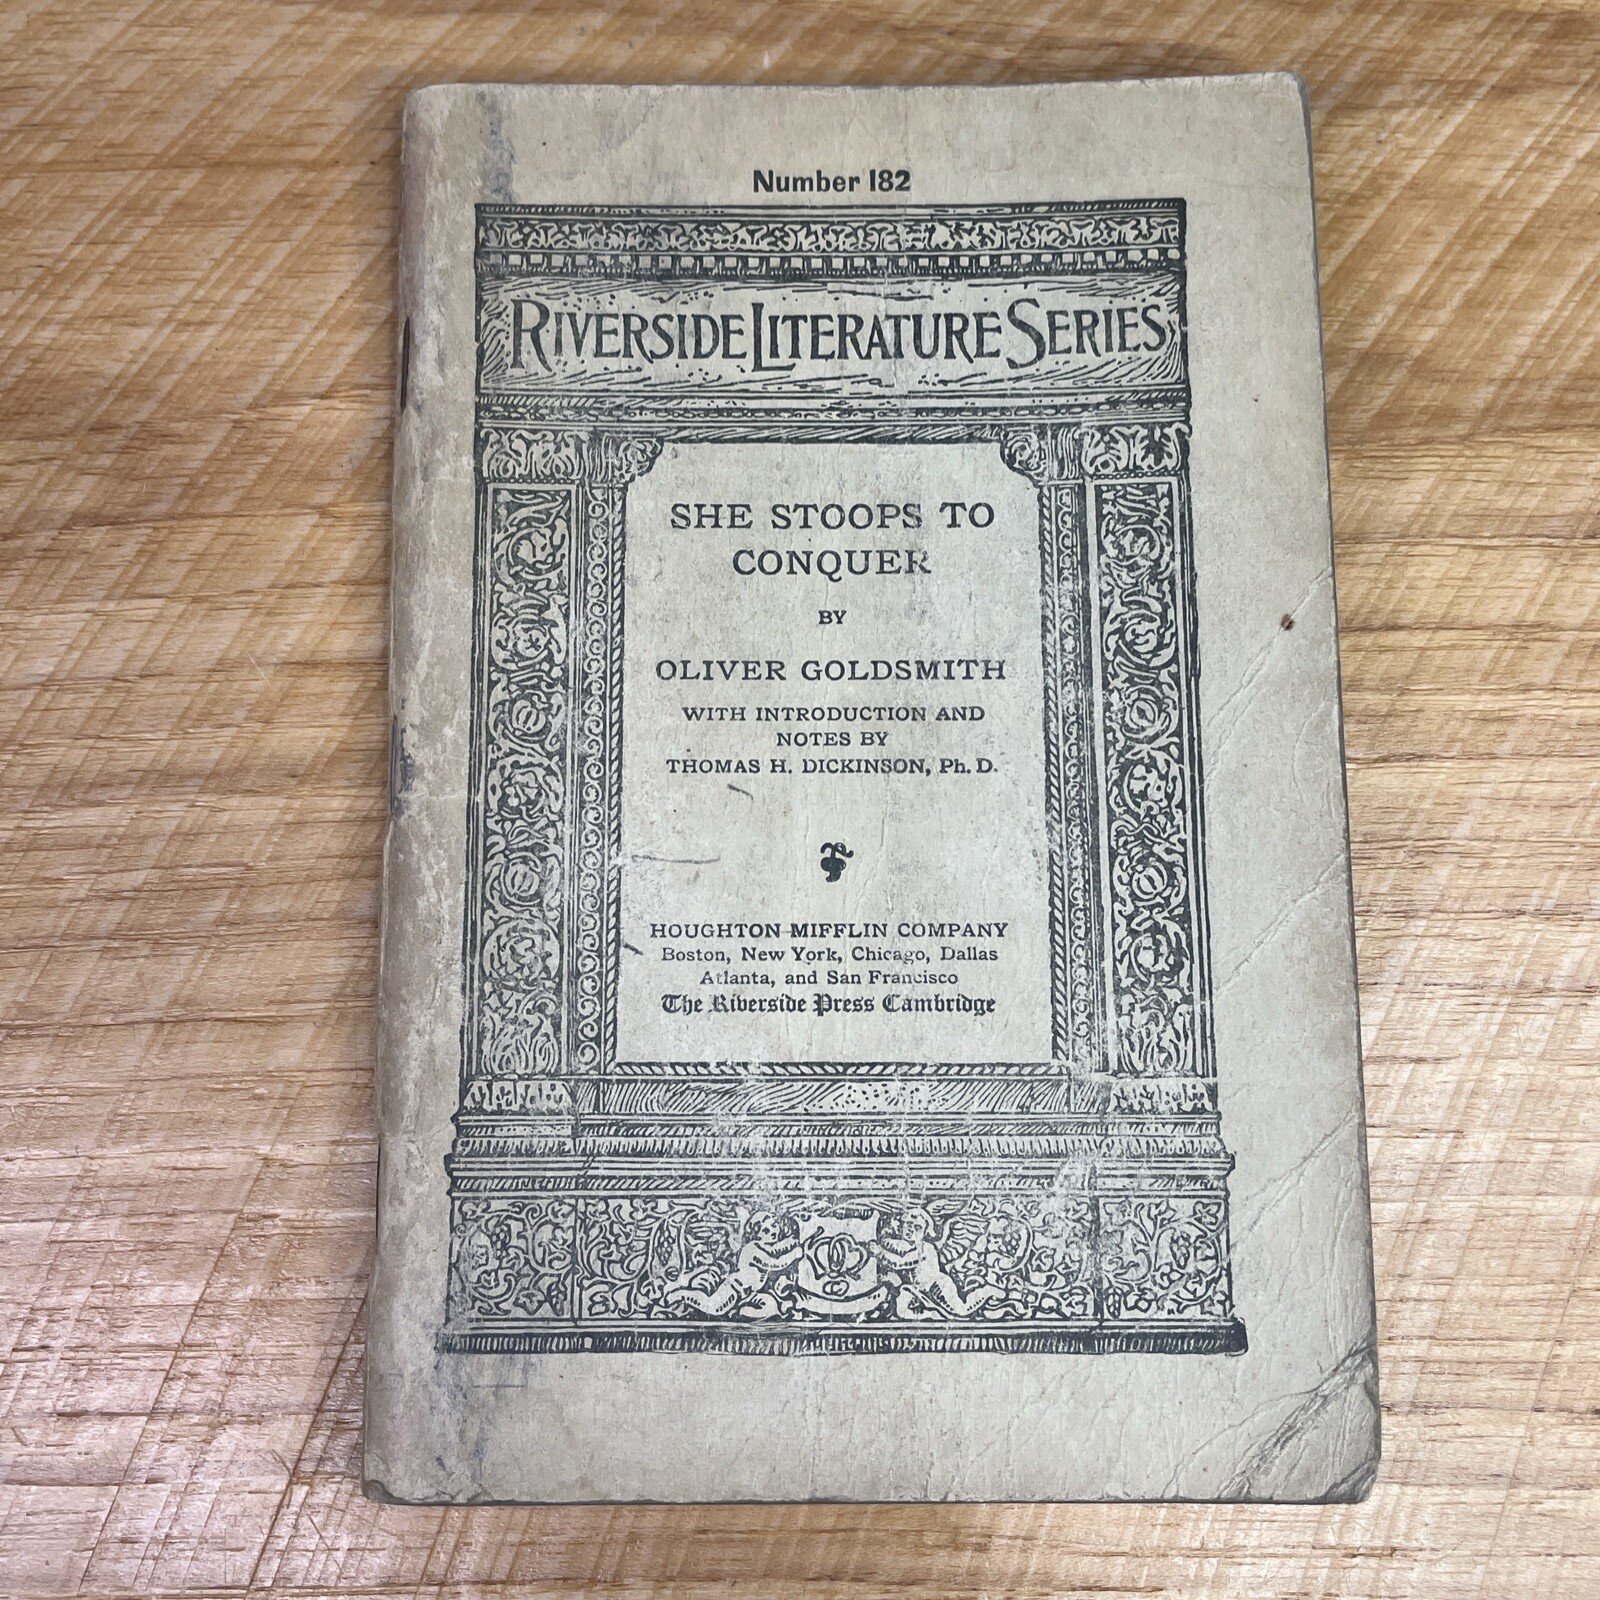 Number 182
RIVERSIDE LITERATURE SERIES
SHE STOOPS TO
CONQUER
BY
OLIVER GOLDSMITH
WITH INTRODUCTION AND
NOTES BY
THOMAS H. DICKINSON, Ph. D.
HOUGHTON MIFFLIN COMPANY
Boston, New York, Chicago, Dallas
Atlanta, and San Francisco
The Riverside Press Cambridge